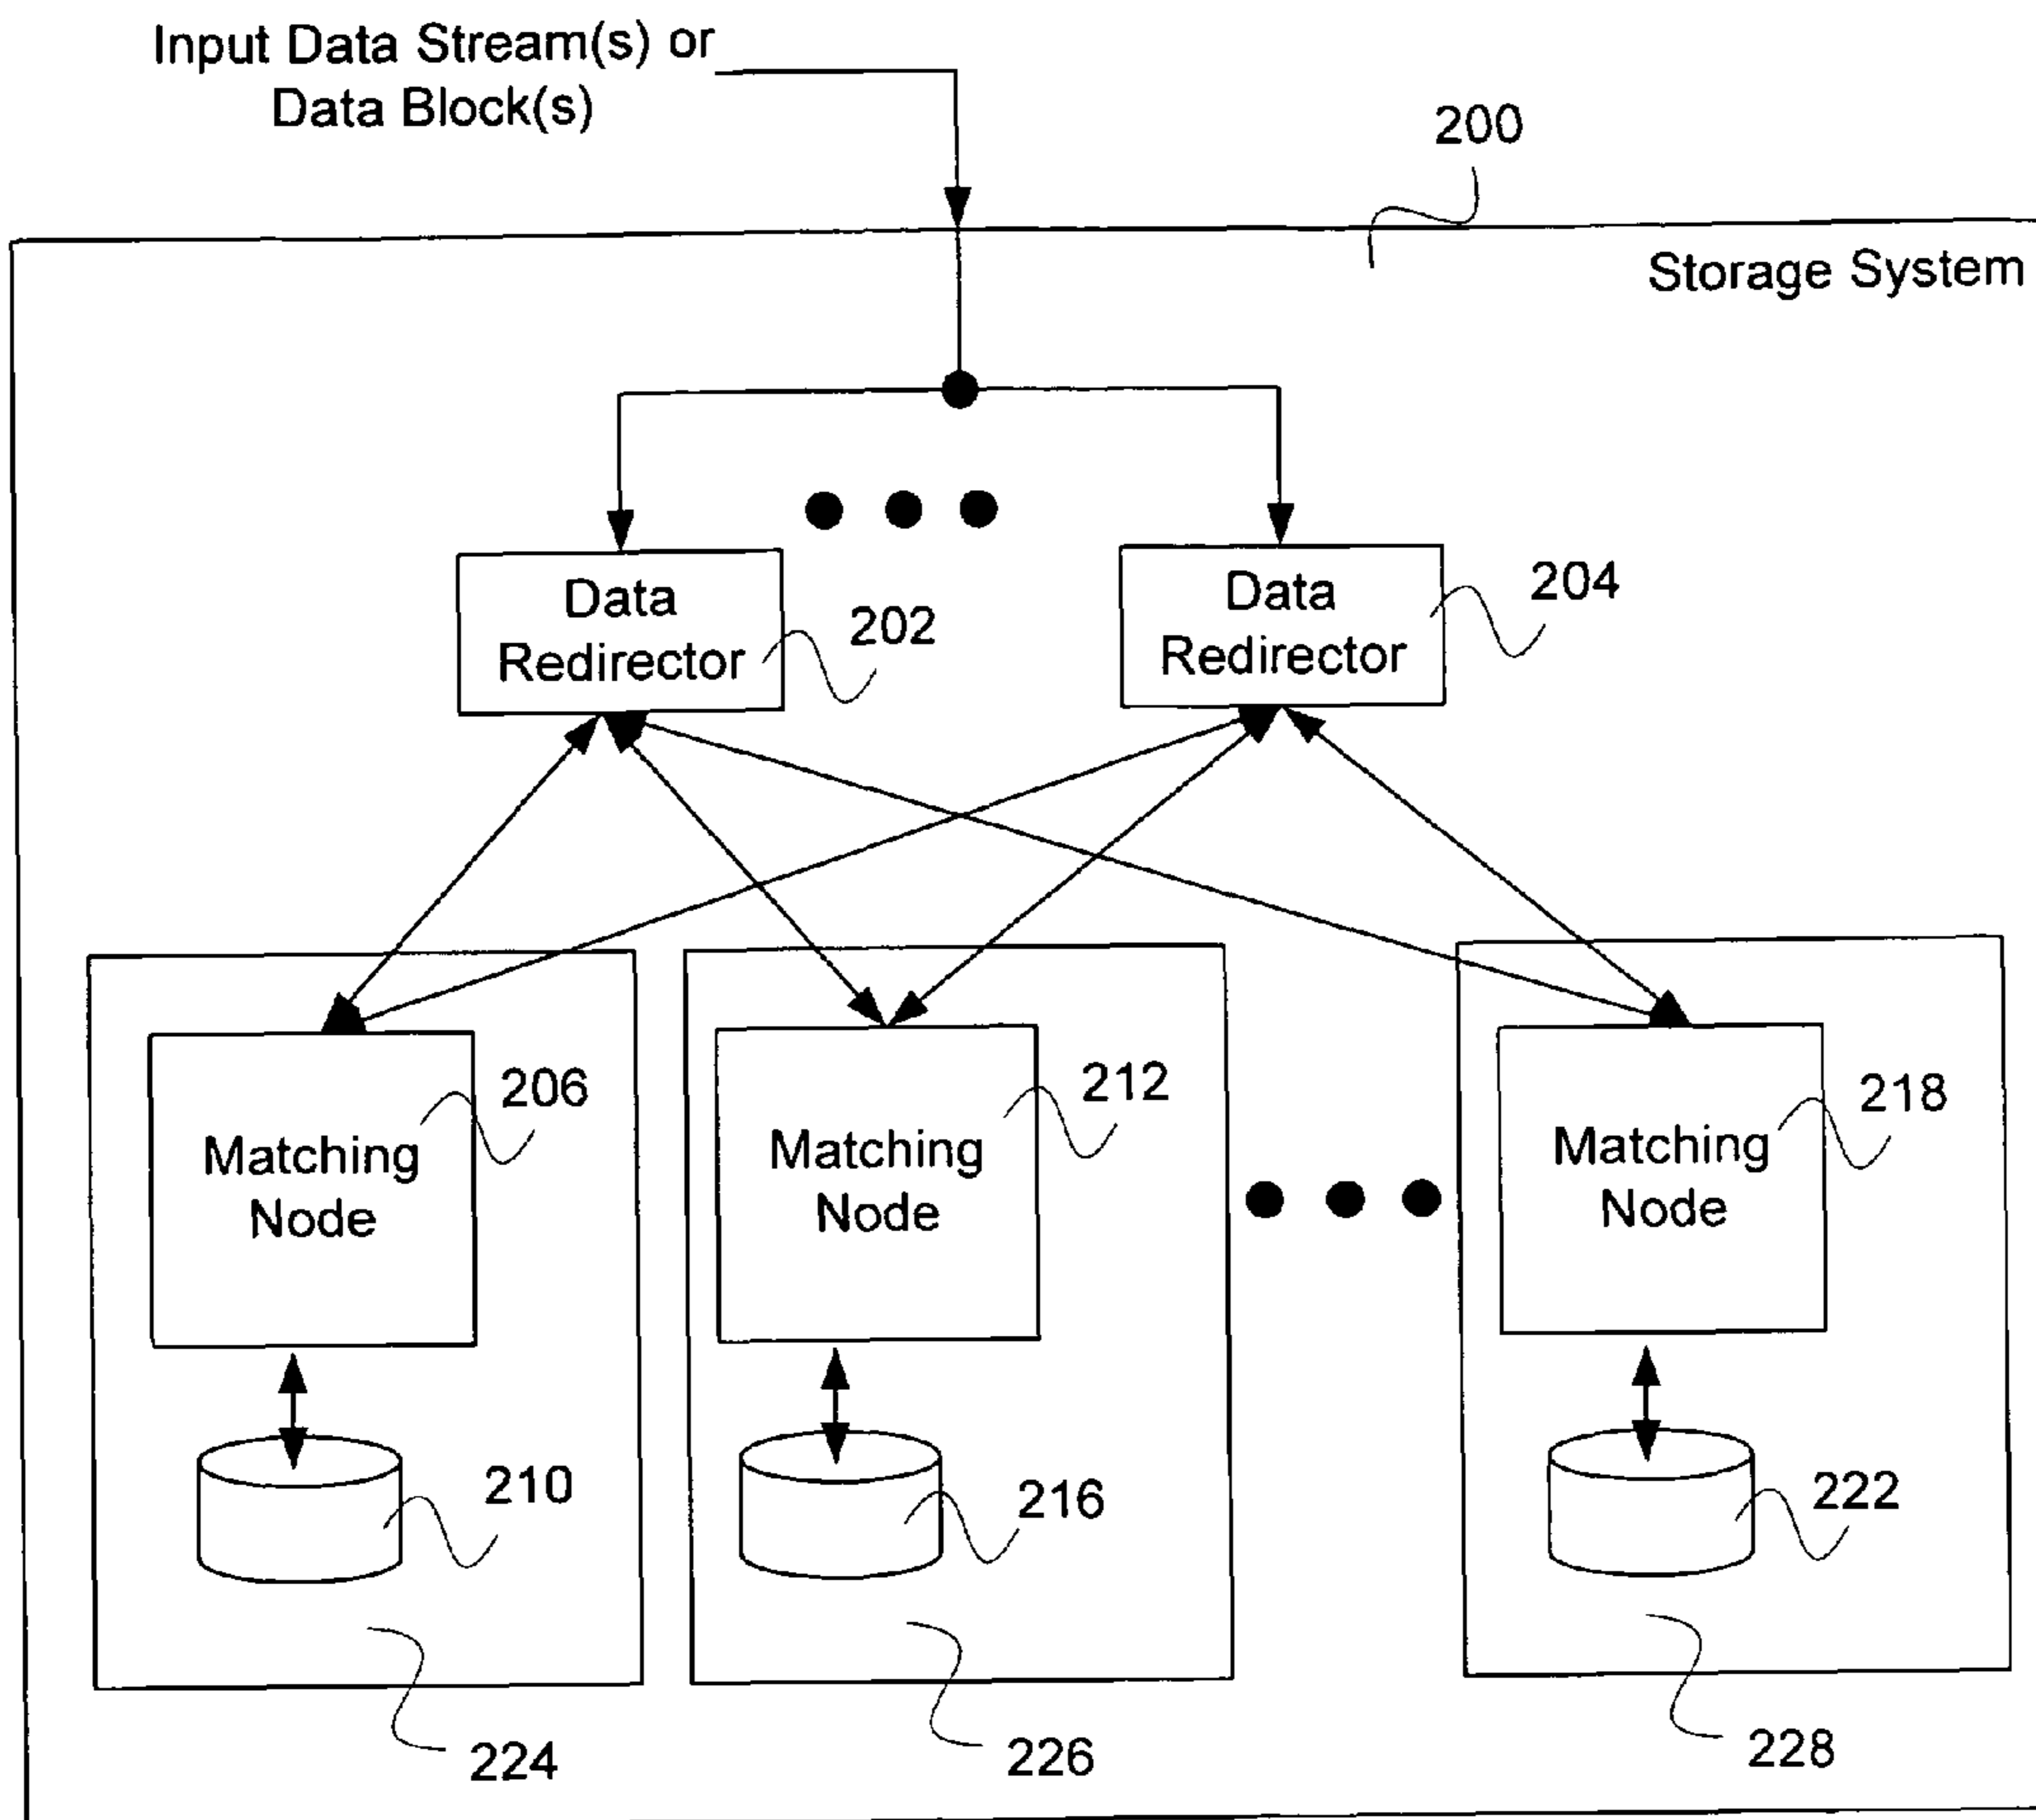 Input Data Stream(s) or
Data Block(s)
200
Storage System
Data
Redirector
202
Data
Redirector
204
Matching
Node
206
Matching
Node
212
Matching
Node
218
210
216
222
224
226
228